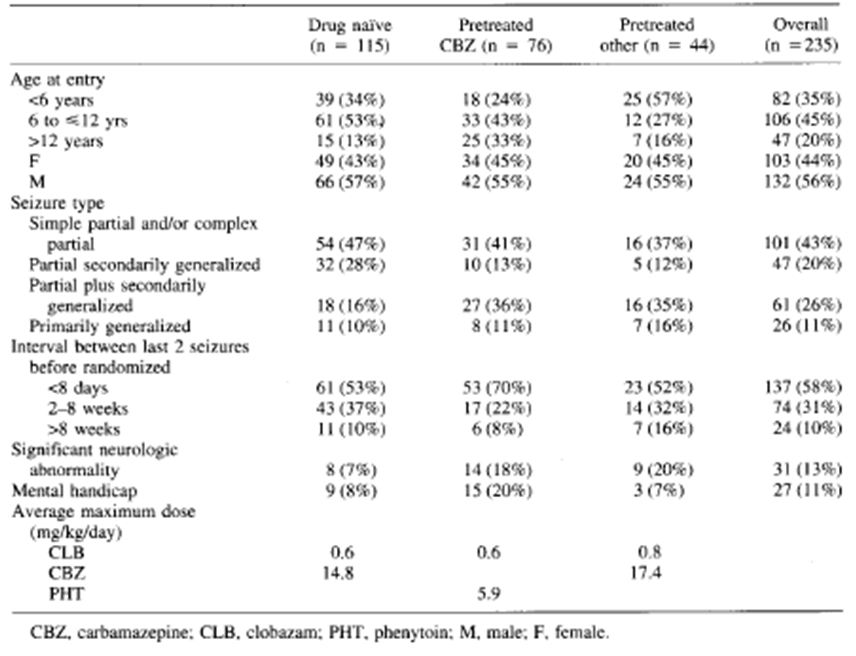 Drug naïve Pretreated Pretreated Overall
(n = 115) CBZ (n = 76) other (n = 44) (n =235)
Age at entry
<6 years 39 (34%) 18 (24%) 25 (57%) 82 (35%)
6 to ≤12 yrs 61 (53%) 33 (43%) 12 (27%) 106 (45%)
>12 years 15 (13%) 25 (33%) 7 (16%) 47 (20%)
F 49 (43%) 34 (45%) 20 (45%) 103 (44%)
M 66 (57%) 42 (55%) 24 (55%) 132 (56%)
Seizure type
Simple partial and/or complex
partial 54 (47%) 31 (41%) 16 (37%) 101 (43%)
Partial secondarily generalized 32 (28%) 10 (13%) 5 (12%) 47 (20%)
Partial plus secondarily
generalized 18 (16%) 27 (36%) 16 (35%) 61 (26%)
Primarily generalized 11 (10%) 8 (11%) 7 (16%) 26 (11%)
Interval between last 2 seizures
before randomized
<8 days 61 (53%) 53 (70%) 23 (52%) 137 (58%)
2–8 weeks 43 (37%) 17 (22%) 14 (32%) 74 (31%)
>8 weeks 11 (10%) 6 (8%) 7 (16%) 24 (10%)
Significant neurologic
abnormality 8 (7%) 14 (18%) 9 (20%) 31 (13%)
Mental handicap 9 (8%) 15 (20%) 3 (7%) 27 (11%)
Average maximum dose
(mg/kg/day)
CLB 0.6 0.6 0.8
CBZ 14.8 17.4
PHT 5.9
CBZ, carbamazepine; CLB, clobazam; PHT, phenytoin; M, male; F, female.